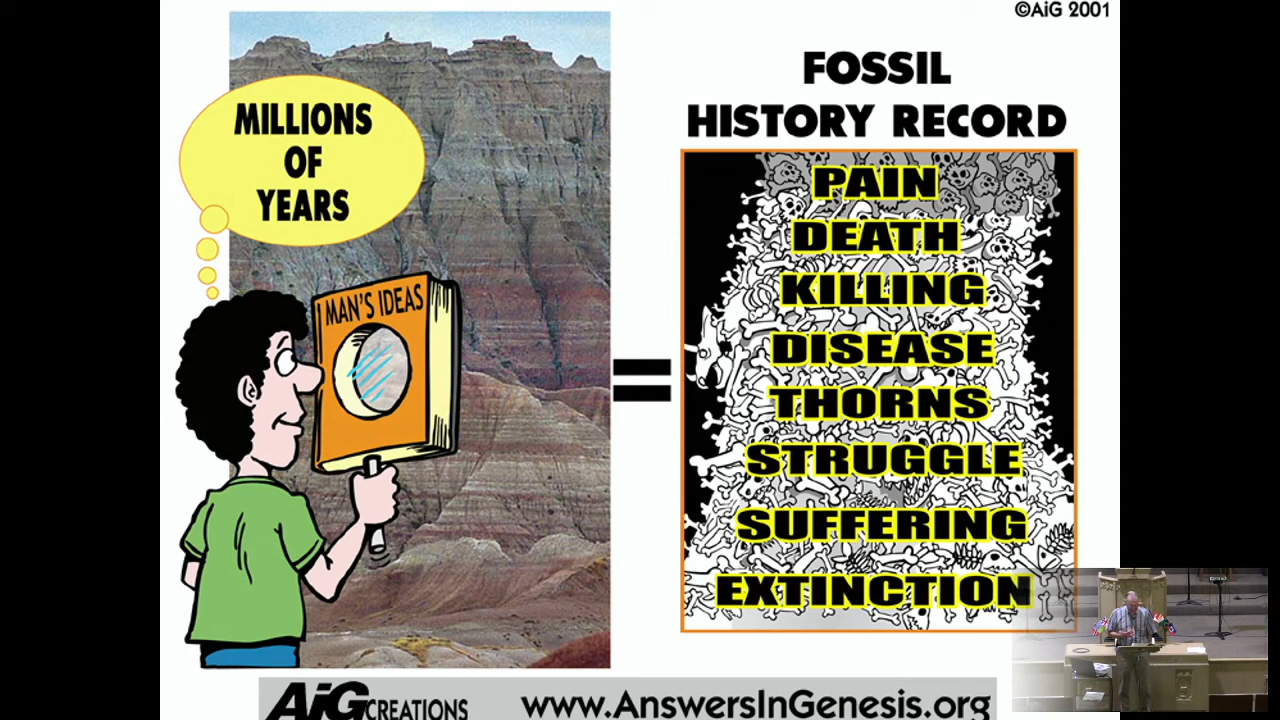 ©AiG 2001
MILLIONS
OF
YEARS
MAN'S IDEAS
=
FOSSIL
HISTORY RECORD
PAIN
DEATH
KILLING
DISEASE
THORNS
STRUGGLE
SUFFERING
EXTINCTION
AiG CREATIONS www.AnswersInGenesis.org